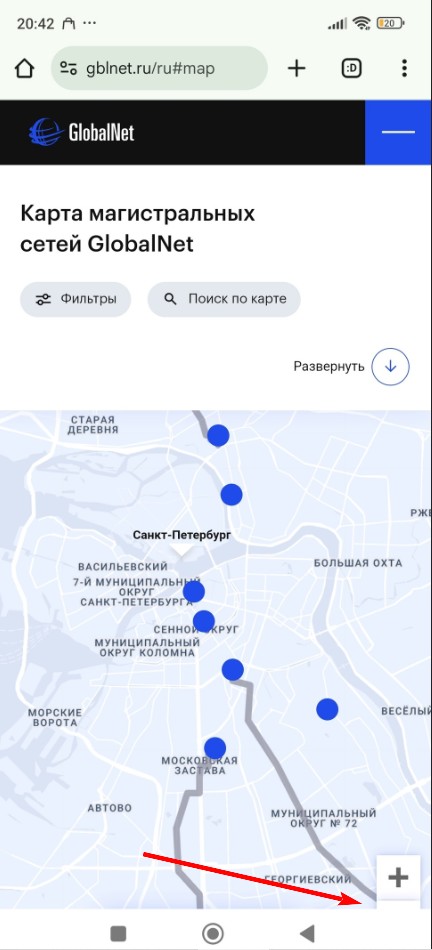 20:42
20
gblnet.ru/ru#map
:D
GlobalNet
Карта магистральных
сетей GlobalNet
Фильтры
Поиск по карте
Развернуть
СТАРАЯ
ДЕРЕВНЯ
РЖЕ
Санкт-Петербург
БОЛЬШАЯ ОХТА
ВАСИЛЬЕВСКИЙ
7-Й МУНИЦИПАЛЬНЫЙ
ОКРУГ
САНКТ-ПЕТЕРБУРГА
СЕННОЙ ОКРУГ
МУНИЦИПАЛЬНЫЙ
ОКРУГ КОЛОМНА
МОРСКИЕ
ВОРОТА
ВЕСЁЛЫЙ
МОСКОВСКАЯ
ЗАСТАВА
АВТОВО
МУНИЦИПАЛЬНЫЙ
ОКРУГ № 72
ГЕОРГИЕВСКИЙ
+